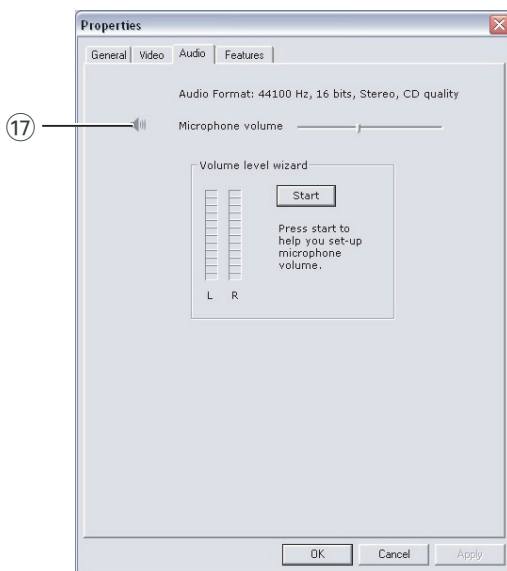 Properties
General Video Audio Features
Audio Format: 44100 Hz, 16 bits, Stereo, CD quality
17 Microphone volume
Volume level wizard
Start
Press start to
help you set-up
microphone
volume.
L R
OK Cancel Apply